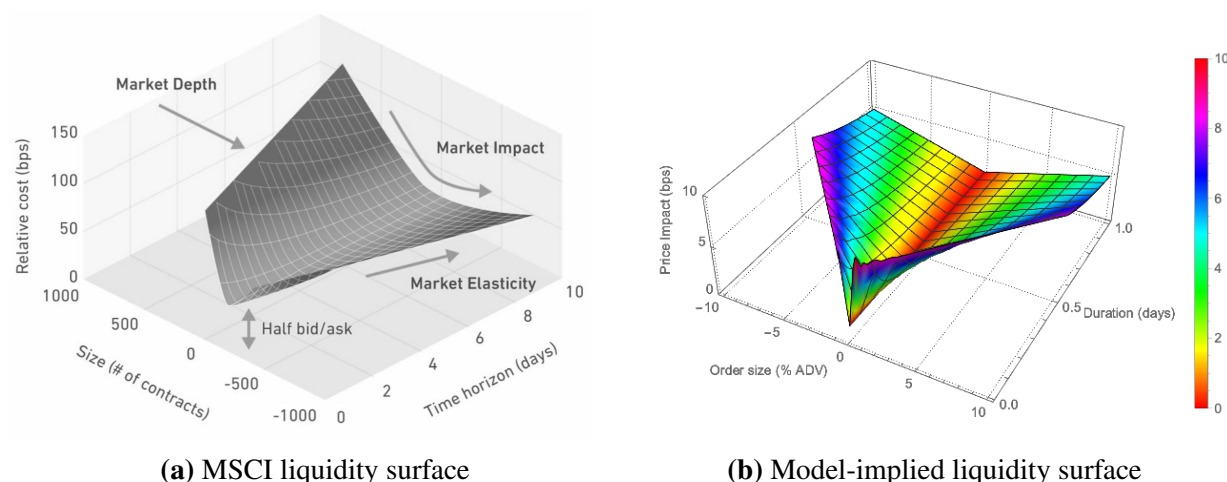 Market Depth
Market Impact
Market Elasticity
Half bid/ask
Relative cost (bps)
150
100
50
0
1000
500
0
-500
-1000
Size (# of contracts)
0
2
4
6
8
10
Time horizon (days)
(a) MSCI liquidity surface
Price Impact (bps)
10
5
0
−10
−5
0
5
10
Order size (% ADV)
0.0
0.5
1.0
Duration (days)
10
8
6
4
2
0
(b) Model-implied liquidity surface